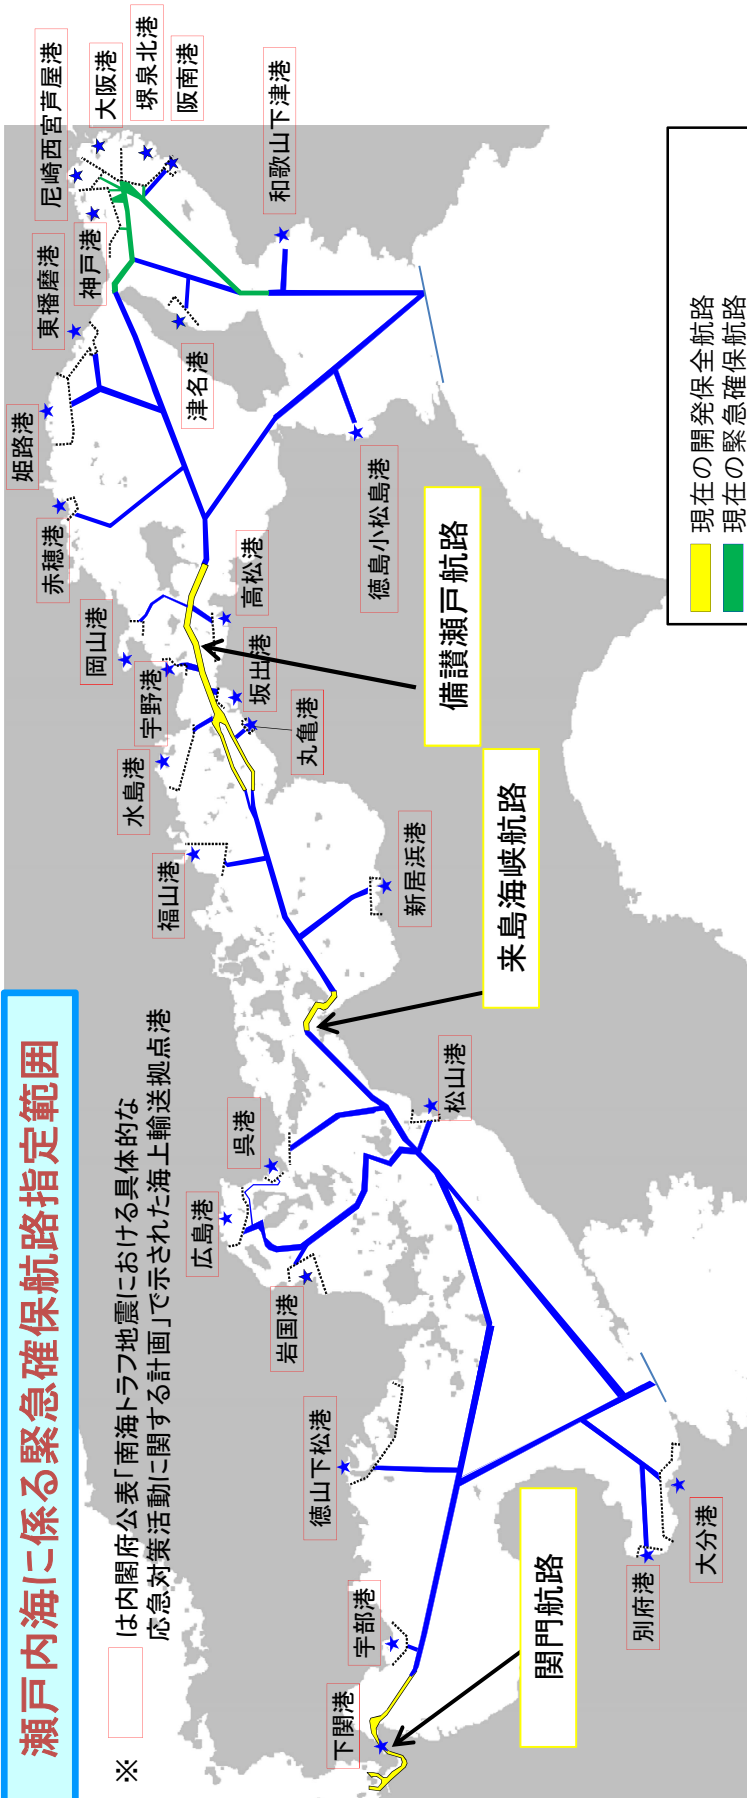 瀬戸内海に係る緊急確保航路指定範囲
※ は内閣府公表「南海トラフ地震における具体的な
応急対策活動に関する計画」で示された海上輸送拠点港
下関港
宇部港
徳山下松港
岩国港
広島港
呉港
福山港
水島港
宇野港
岡山港
赤穂港
姫路港
東播磨港
神戸港
尼崎西宮芦屋港
大阪港
堺泉北港
阪南港
和歌山下津港
津名港
徳島小松島港
高松港
坂出港
丸亀港
新居浜港
松山港
別府港
大分港
関門航路
来島海峡航路
備讃瀬戸航路
現在の開発保全航路
現在の緊急確保航路